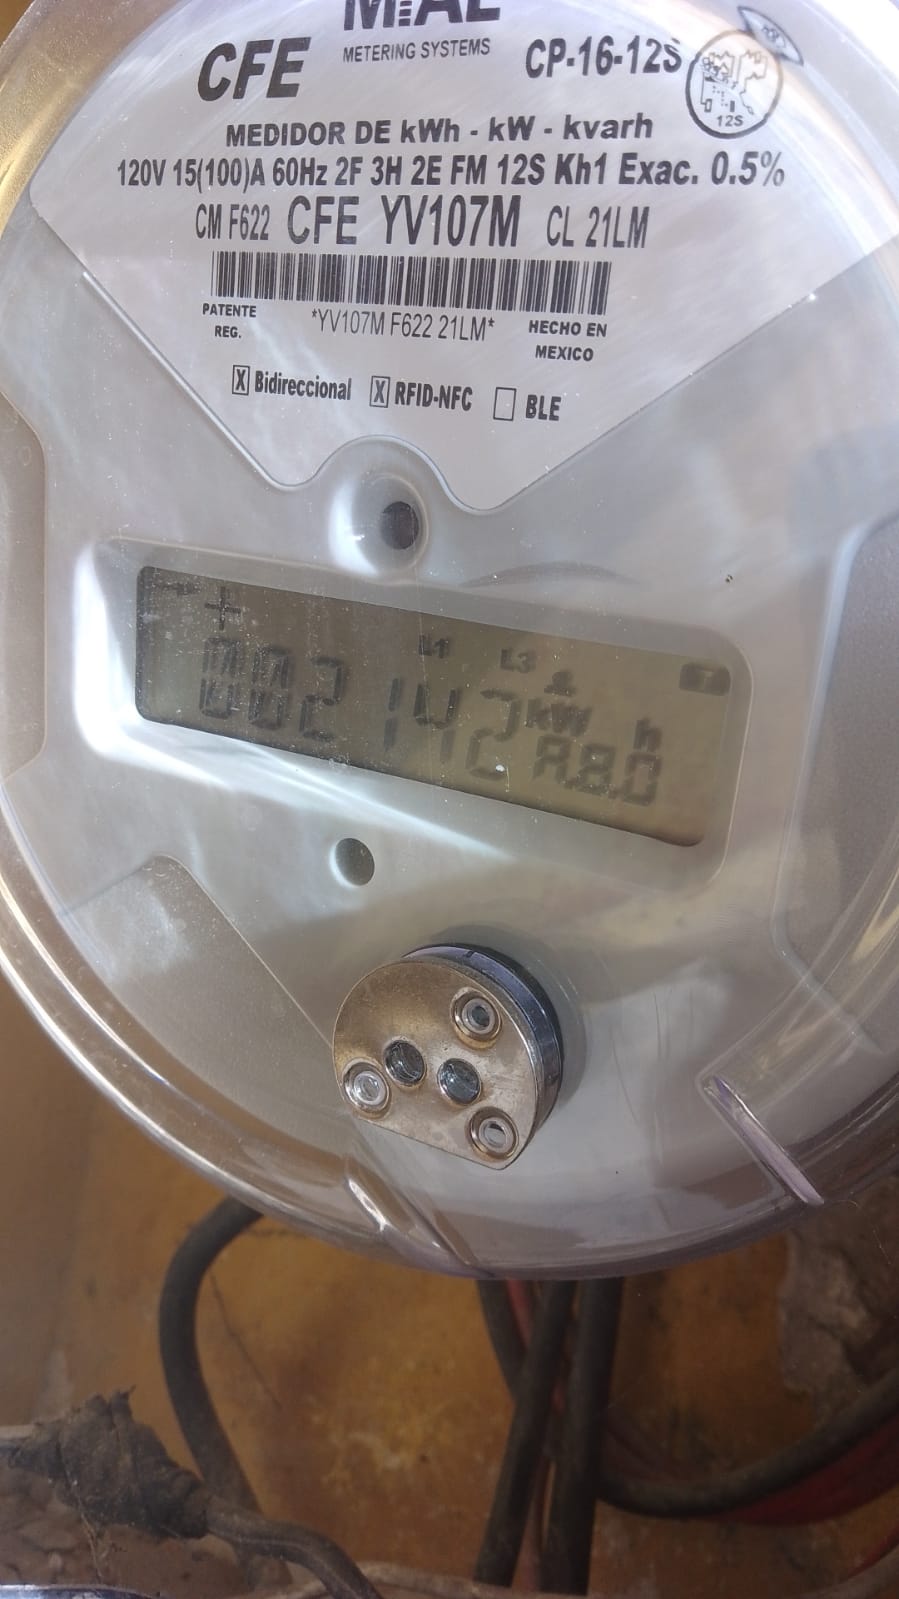 CFE
METERING SYSTEMS
CP-16-12S
12S
MEDIDOR DE kWh - kW - kvarh
120V 15(100)A 60Hz 2F 3H 2E FM 12S Kh1 Exac. 0.5%
CM F622 CFE YV107M CL 21LM
PATENTE
REG.
*YV107M F622 21LM*
HECHO EN
MEXICO
X Bidireccional X RFID-NFC BLE
+
L1 L3
002142 kW h